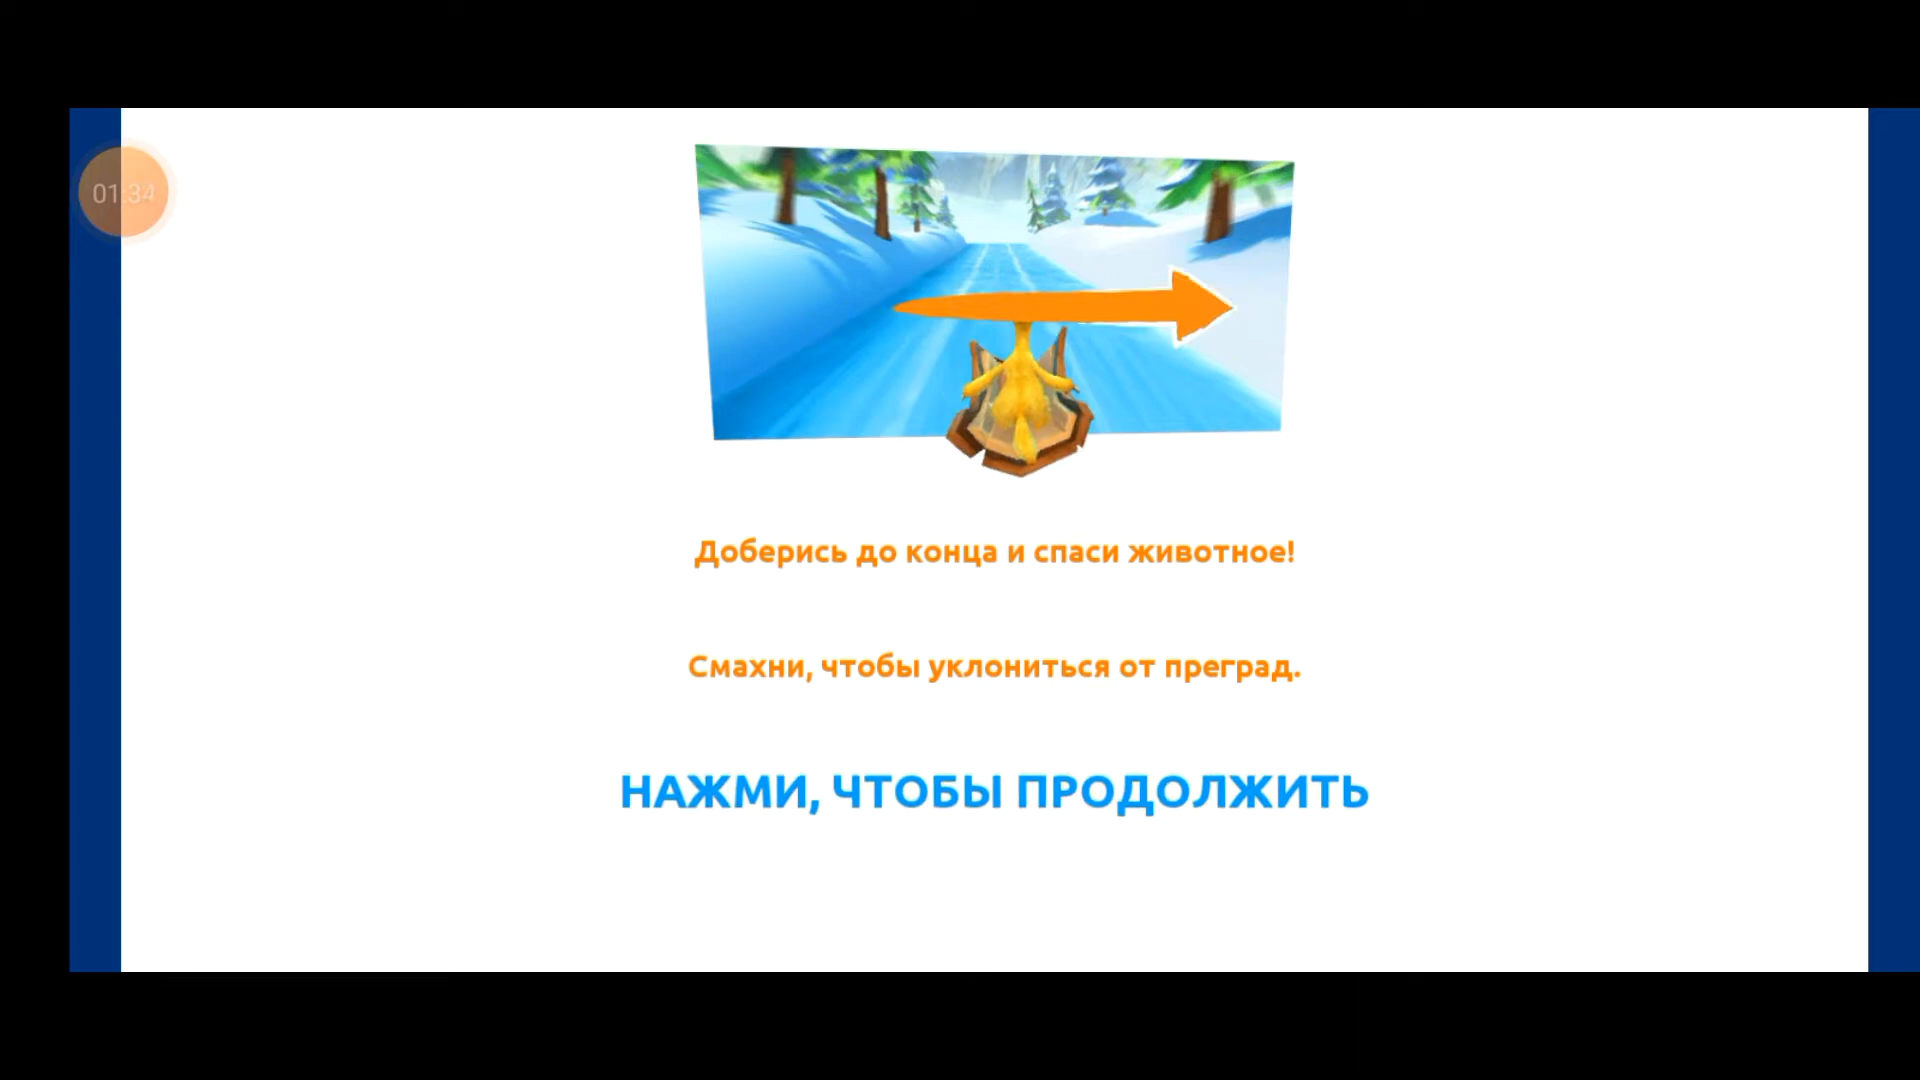 01:34
Доберись до конца и спаси животное!
Смахни, чтобы уклониться от преград.
НАЖМИ, ЧТОБЫ ПРОДОЛЖИТЬ